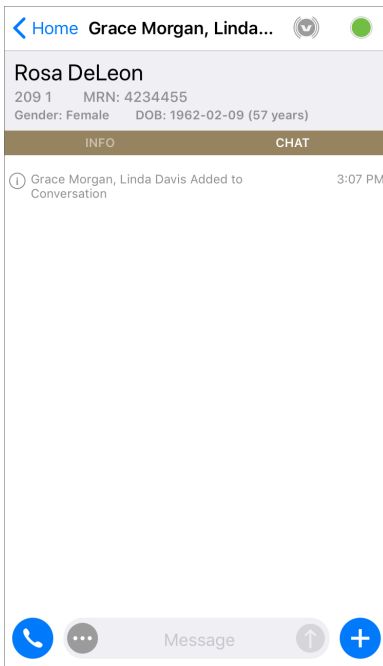 Home Grace Morgan, Linda...
Rosa DeLeon
209 1 MRN: 4234455
Gender: Female DOB: 1962-02-09 (57 years)
INFO CHAT
Grace Morgan, Linda Davis Added to 3:07 PM
Conversation
Message